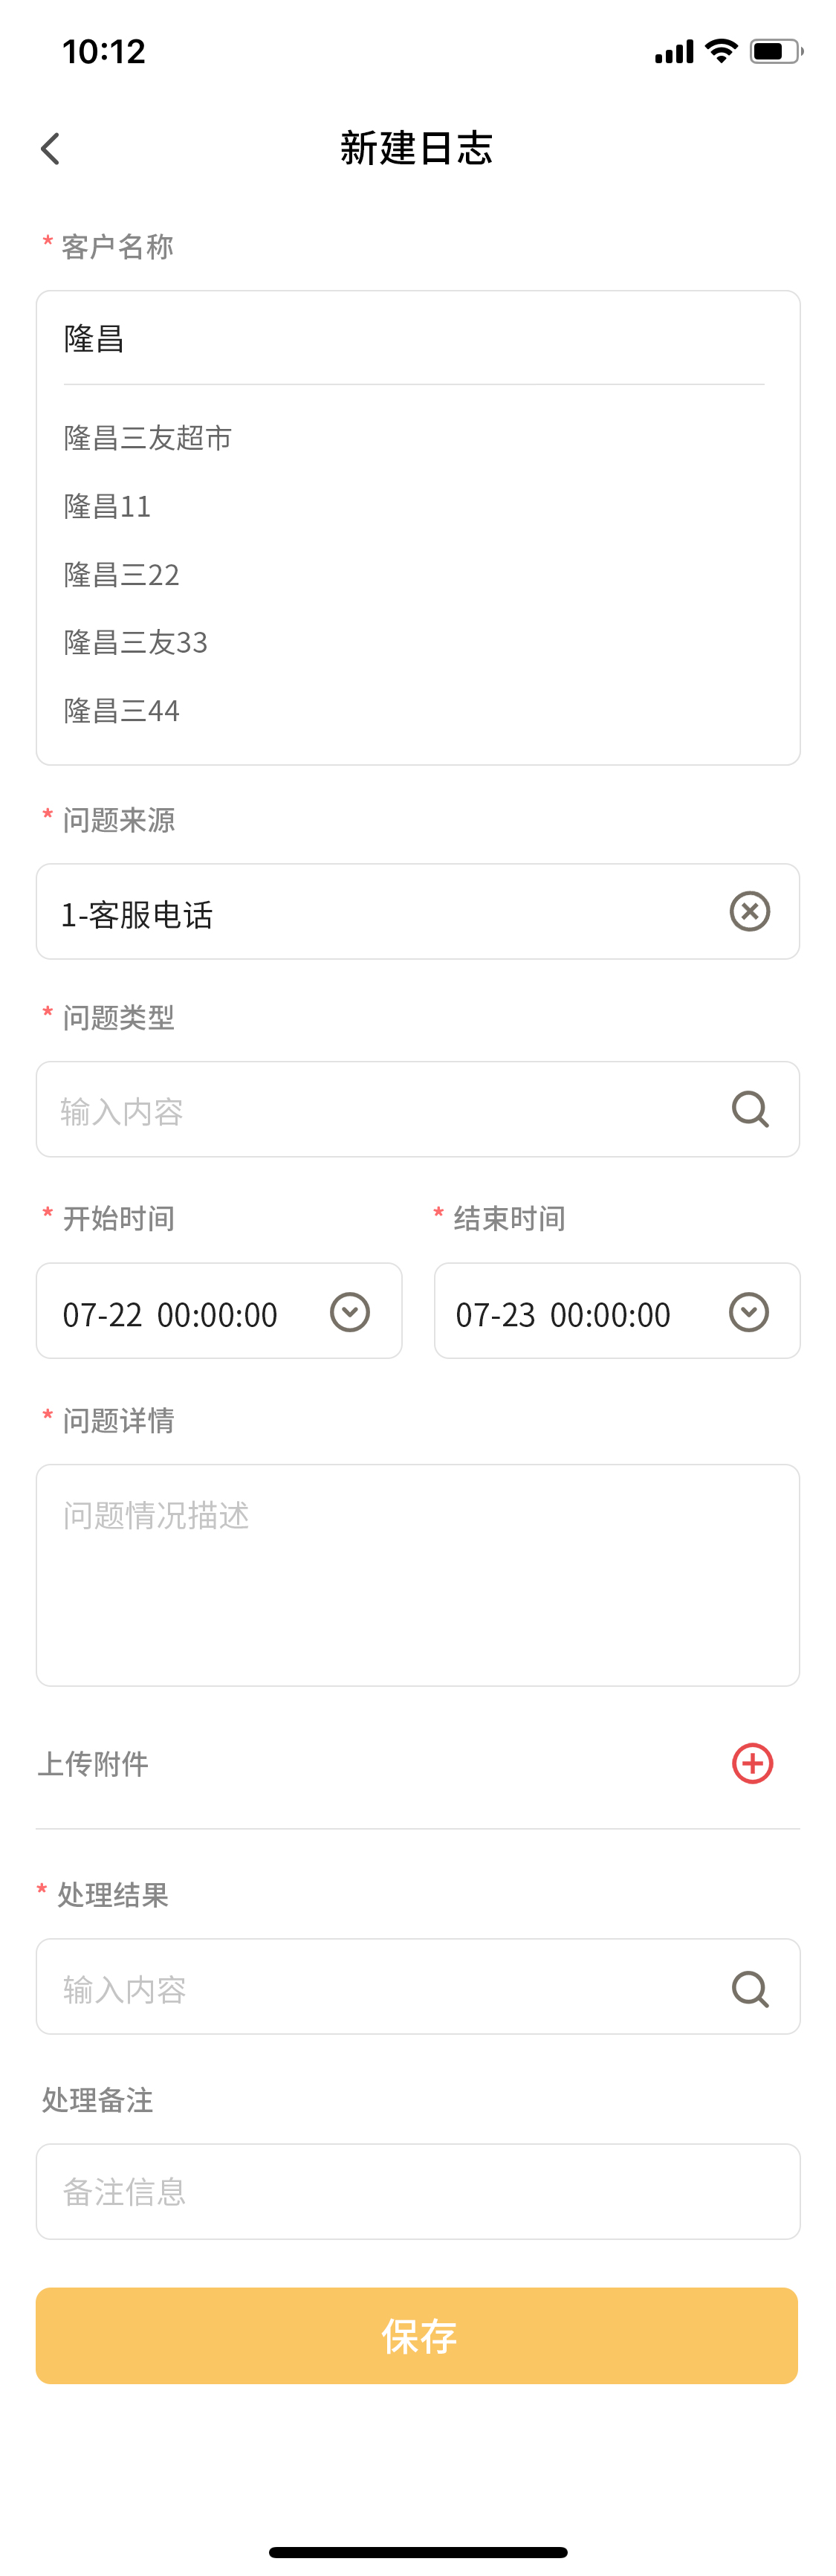 10:12
新建日志
* 客户名称
隆昌
隆昌三友超市
隆昌11
隆昌三22
隆昌三友33
隆昌三44
* 问题来源
1-客服电话
* 问题类型
输入内容
* 开始时间 * 结束时间
07-22 00:00:00 07-23 00:00:00
* 问题详情
问题情况描述
上传附件
* 处理结果
输入内容
处理备注
备注信息
保存